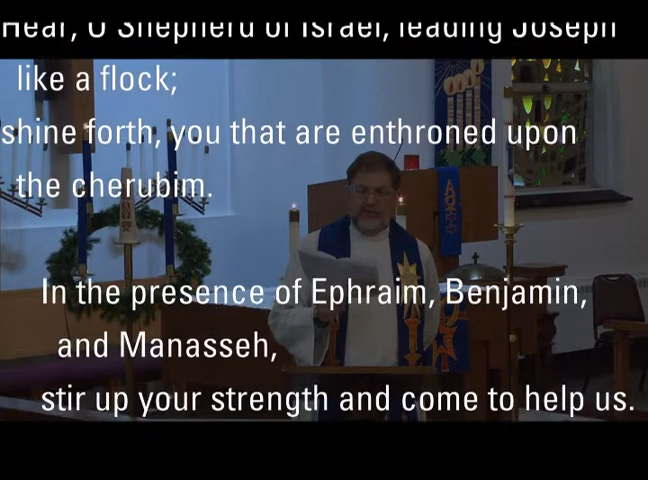 Hear, O Shepherd of Israel, leading Joseph
like a flock;
shine forth, you that are enthroned upon
the cherubim.
In the presence of Ephraim, Benjamin,
and Manasseh,
stir up your strength and come to help us.